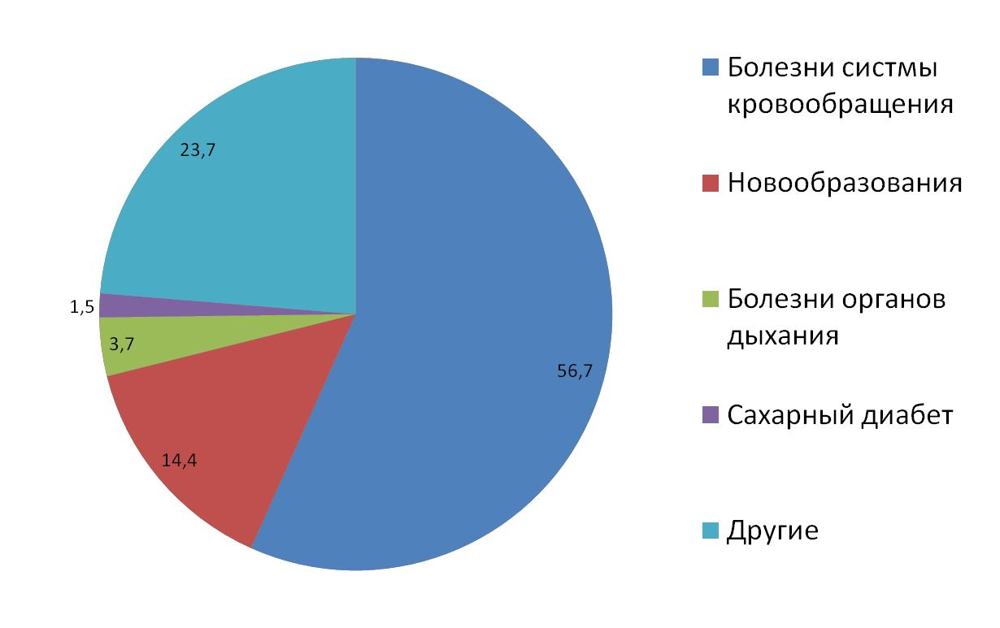 Болезни систмы
кровообращения
Новообразования
Болезни органов
дыхания
Сахарный диабет
Другие
23,7
1,5
3,7
14,4
56,7